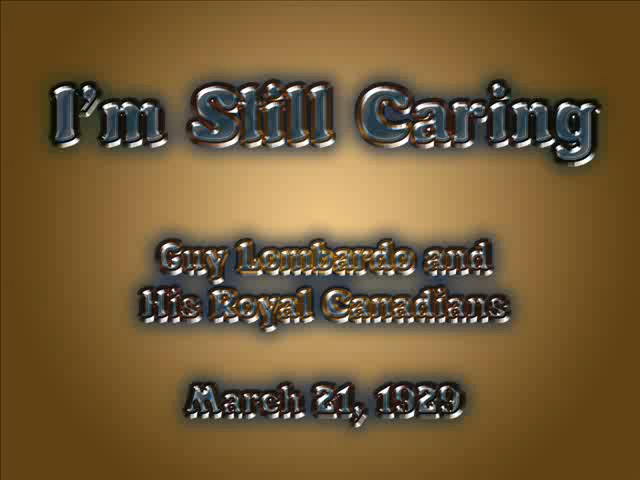 I'm Still Caring
Guy Lombardo and
His Royal Canadians
March 21, 1929